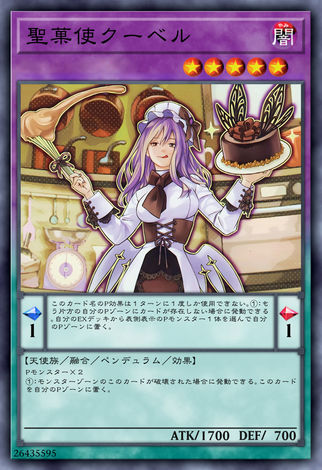 聖菓使クーベル
やみ
闇
このカード名のP効果は1ターンに1度しか使用できない。①:も
う片方の自分のPゾーンにカードが存在しない場合に発動でき
る。自分のEXデッキから表側表示のPモンスター1体を選んで自分
のPゾーンに置く。
1
1
【天使族／融合／ペンデュラム／効果】
Pモンスター×2
①:モンスターゾーンのこのカードが破壊された場合に発動できる。このカード
を自分のPゾーンに置く。
ATK/1700 DEF/ 700
26435595